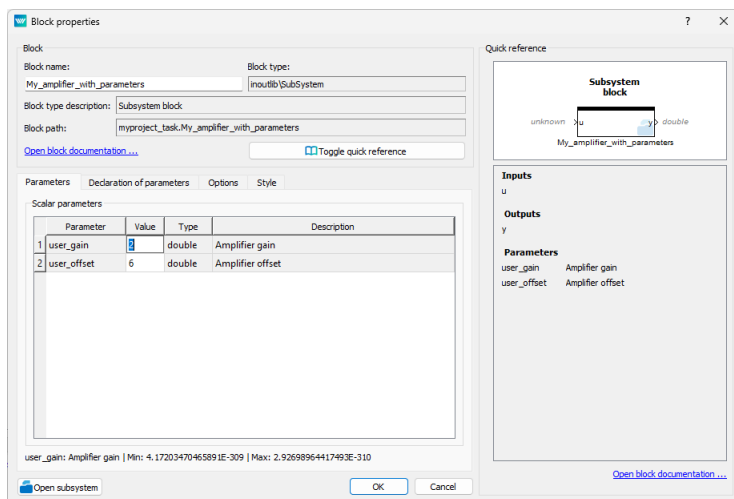 Block properties
? ×
Block
Block name:
Block type:
My_amplifier_with_parameters
inoutlib\SubSystem
Block type description:
Subsystem block
Block path:
myproject_task.My_amplifier_with_parameters
Open block documentation ...
Toggle quick reference
Parameters
Declaration of parameters
Options
Style
Scalar parameters
Parameter Value Type Description
1 user_gain 2 double Amplifier gain
2 user_offset 6 double Amplifier offset
user_gain: Amplifier gain | Min: 4.17203470465891E-309 | Max: 2.92698964417493E-310
Open subsystem
OK
Cancel
Quick reference
Subsystem
block
unknown u y double
My_amplifier_with_parameters
Inputs
u
Outputs
y
Parameters
user_gain Amplifier gain
user_offset Amplifier offset
Open block documentation ...